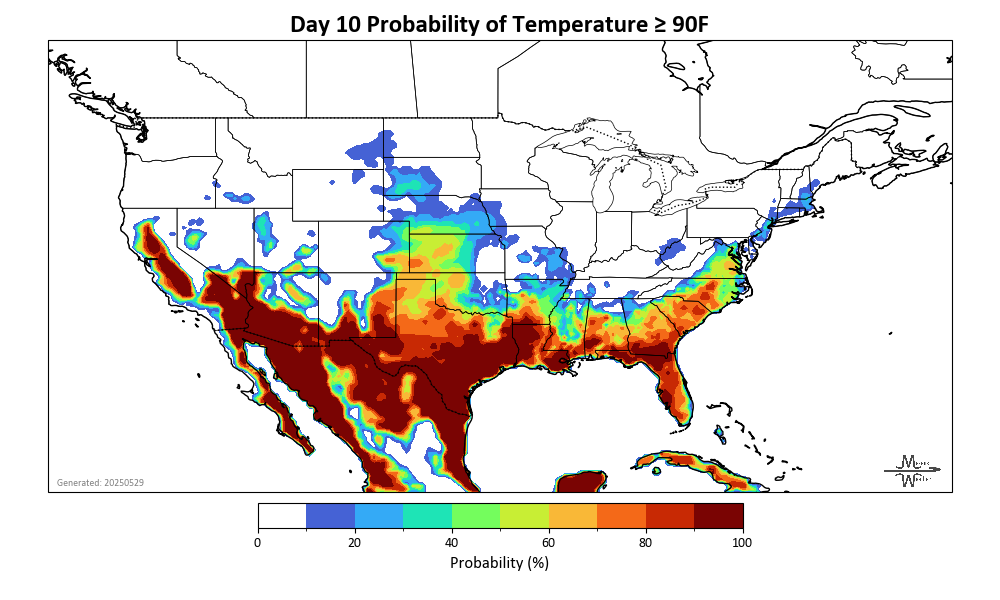 Day 10 Probability of Temperature ≥ 90F
Generated: 20250529
0 20 40 60 80 100
Probability (%)